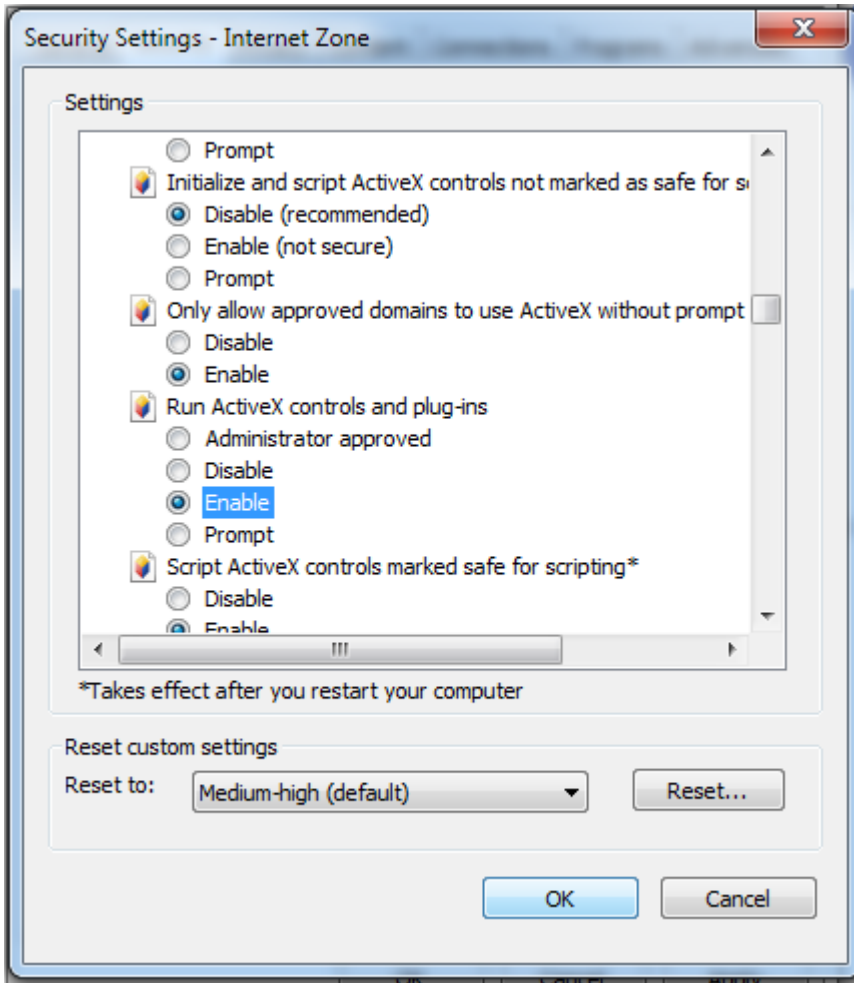 Security Settings - Internet Zone
Settings
Prompt
Initialize and script ActiveX controls not marked as safe for s
Disable (recommended)
Enable (not secure)
Prompt
Only allow approved domains to use ActiveX without prompt
Disable
Enable
Run ActiveX controls and plug-ins
Administrator approved
Disable
Enable
Prompt
Script ActiveX controls marked safe for scripting*
Disable
Enable
*Takes effect after you restart your computer
Reset custom settings
Reset to:
Medium-high (default)
Reset...
OK
Cancel